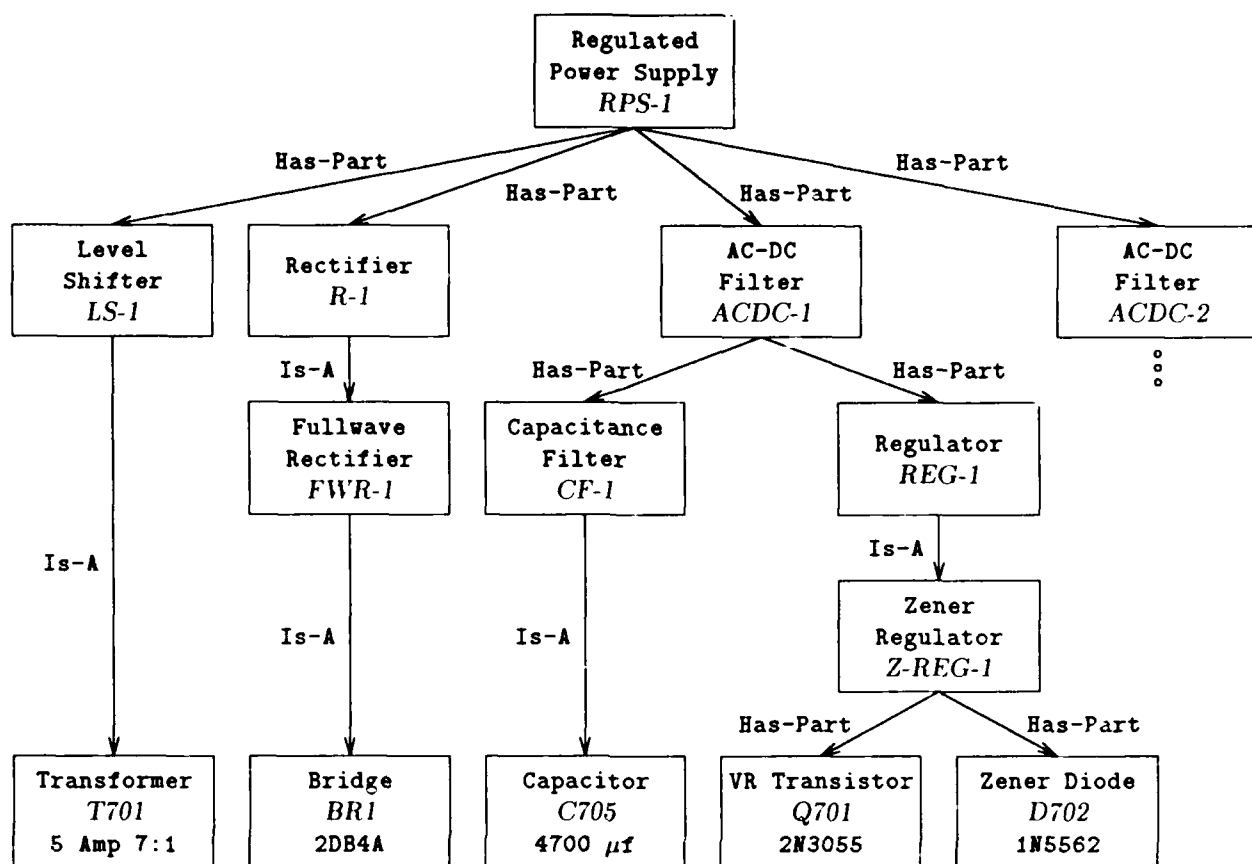 Regulated
Power Supply
RPS-1
Has-Part
Has-Part
Has-Part
Has-Part
Level
Shifter
LS-1
Rectifier
R-1
AC-DC
Filter
ACDC-1
AC-DC
Filter
ACDC-2
Is-A
Has-Part
Has-Part
Fullwave
Rectifier
FWR-1
Capacitance
Filter
CF-1
Regulator
REG-1
Is-A
Is-A
Is-A
Is-A
Zener
Regulator
Z-REG-1
Has-Part
Has-Part
Transformer
T701
5 Amp 7:1
Bridge
BR1
2DB4A
Capacitor
C705
4700 μf
VR Transistor
Q701
2N3055
Zener Diode
D702
1N5562